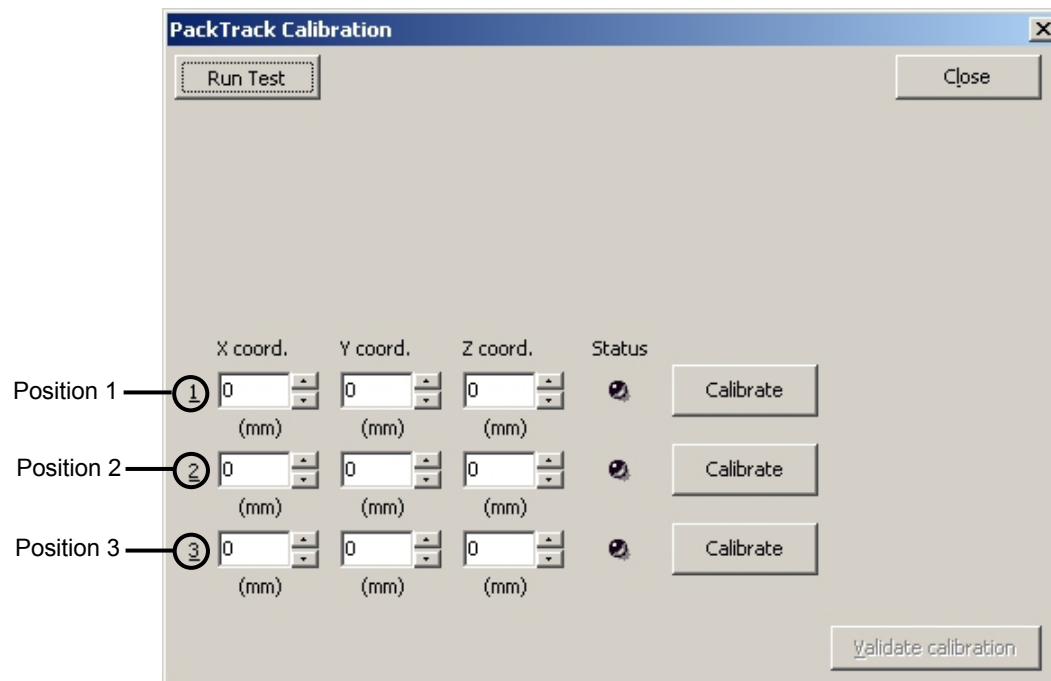 PackTrack Calibration
Run Test
Close
X coord. Y coord. Z coord. Status
Position 1 1 0 0 0 Calibrate
(mm) (mm) (mm)
Position 2 2 0 0 0 Calibrate
(mm) (mm) (mm)
Position 3 3 0 0 0 Calibrate
(mm) (mm) (mm)
Validate calibration